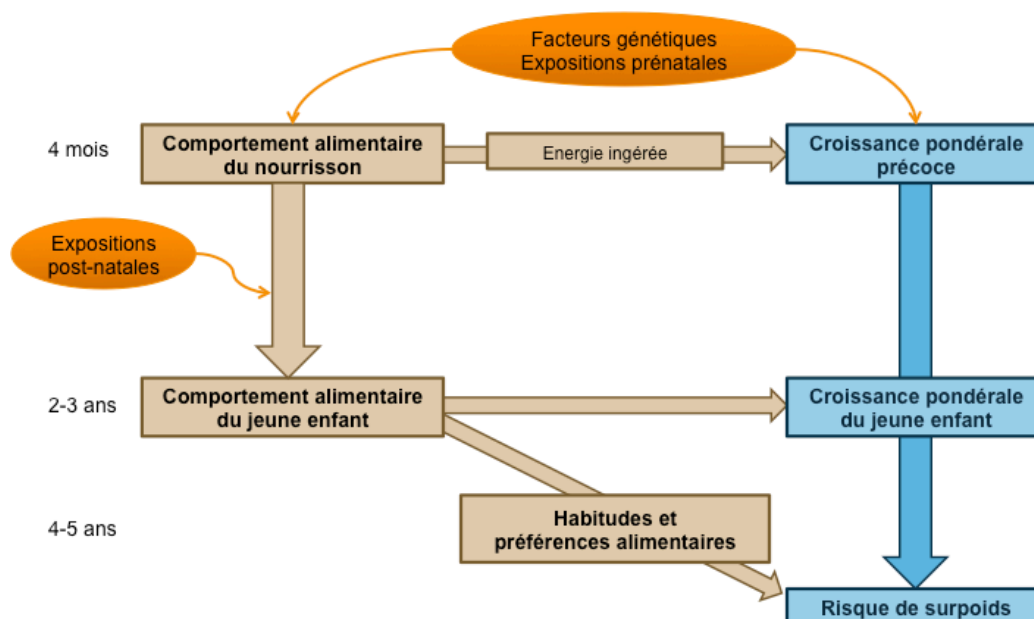 Facteurs génétiques
Expositions prénatales
4 mois
Comportement alimentaire
du nourrisson
Energie ingérée
Croissance pondérale
précoce
Expositions
post-natales
2-3 ans
Comportement alimentaire
du jeune enfant
Croissance pondérale
du jeune enfant
4-5 ans
Habitudes et
préférences alimentaires
Risque de surpoids